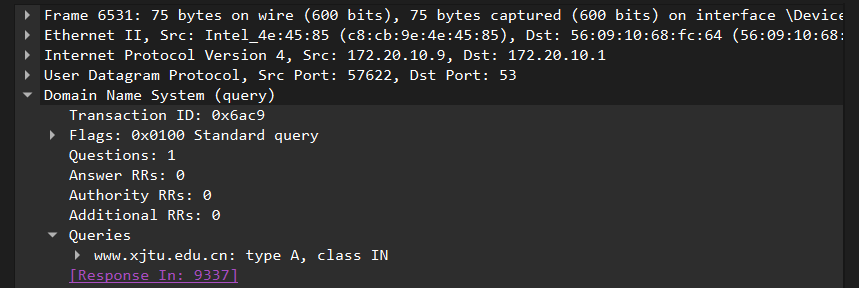 Frame 6531: 75 bytes on wire (600 bits), 75 bytes captured (600 bits) on interface \Device
Ethernet II, Src: Intel_4e:45:85 (c8:cb:9e:4e:45:85), Dst: 56:09:10:68:fc:64 (56:09:10:68:
Internet Protocol Version 4, Src: 172.20.10.9, Dst: 172.20.10.1
User Datagram Protocol, Src Port: 57622, Dst Port: 53
Domain Name System (query)
Transaction ID: 0x6ac9
Flags: 0x0100 Standard query
Questions: 1
Answer RRs: 0
Authority RRs: 0
Additional RRs: 0
Queries
www.xjtu.edu.cn: type A, class IN
[Response In: 9337]